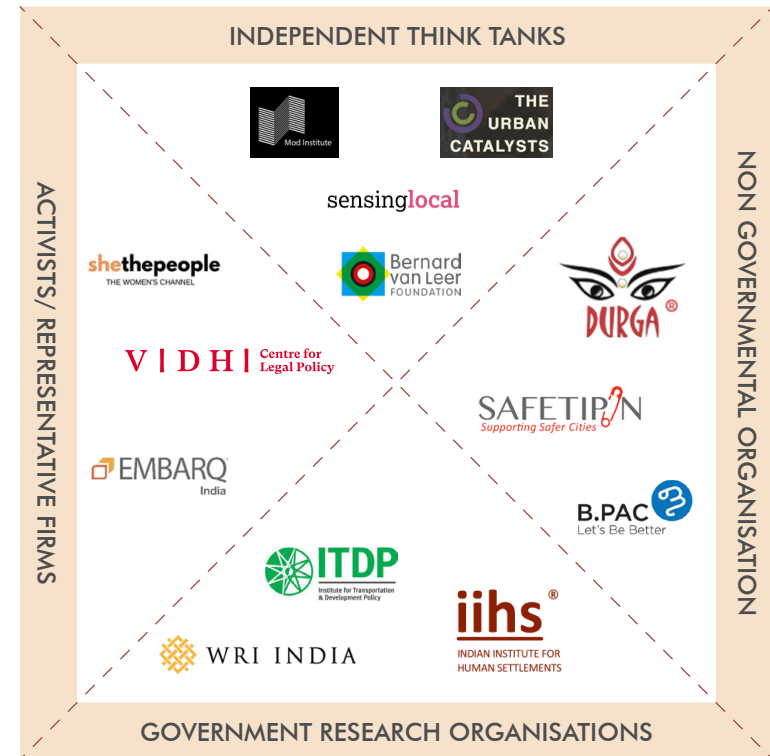 INDEPENDENT THINK TANKS
Mod Institute
THE
URBAN
CATALYSTS
sensinglocal
ACTIVISTS/ REPRESENTATIVE FIRMS
NON GOVERNMENTAL ORGANISATION
shethepeople
THE WOMEN'S CHANNEL
Bernard
van Leer
FOUNDATION
DURGA ®
V | D H | Centre for
Legal Policy
SAFETIPIN
Supporting Safer Cities
EMBARQ
India
B.PAC
Let's Be Better
ITDP
Institute for Transportation
& Development Policy
iihs ®
INDIAN INSTITUTE FOR
HUMAN SETTLEMENTS
WRI INDIA
GOVERNMENT RESEARCH ORGANISATIONS